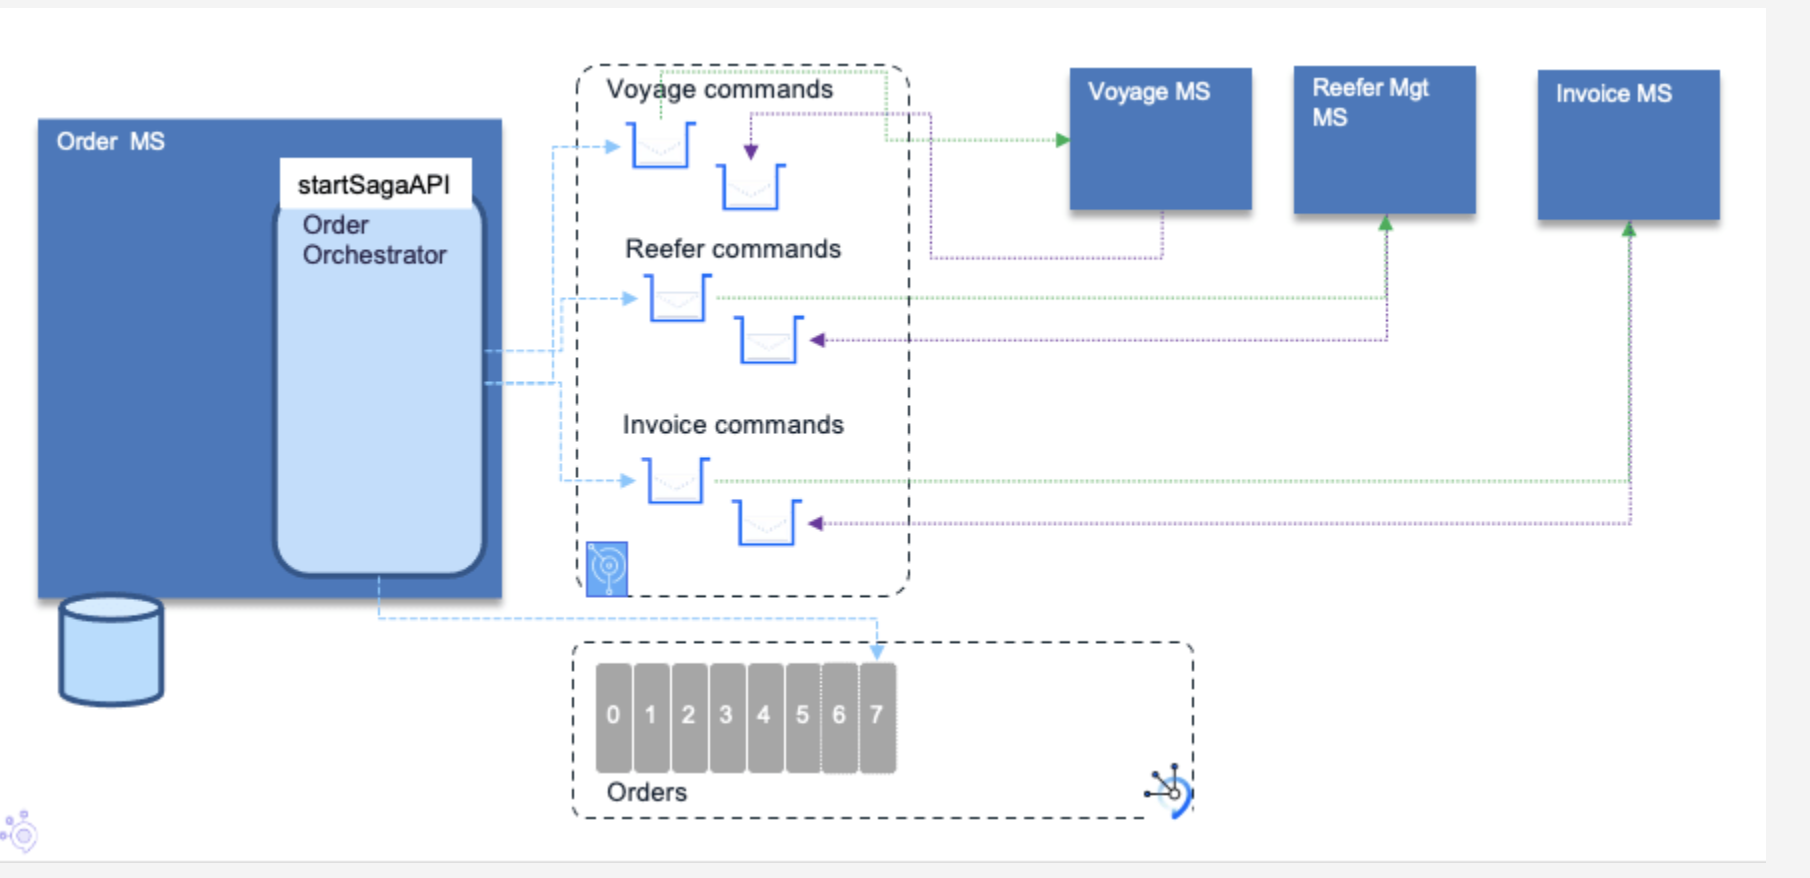 Order MS
startSagaAPI
Order
Orchestrator
Voyage commands
Reefer commands
Invoice commands
Voyage MS
Reefer Mgt
MS
Invoice MS
0 1 2 3 4 5 6 7
Orders